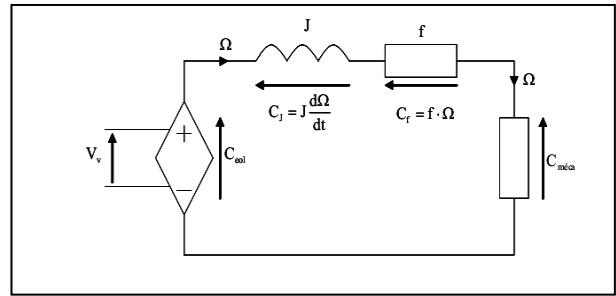 J
f
Ω
Ω
C_J = J dΩ/dt
C_f = f · Ω
V_v
+
−
C_eol
C_méca